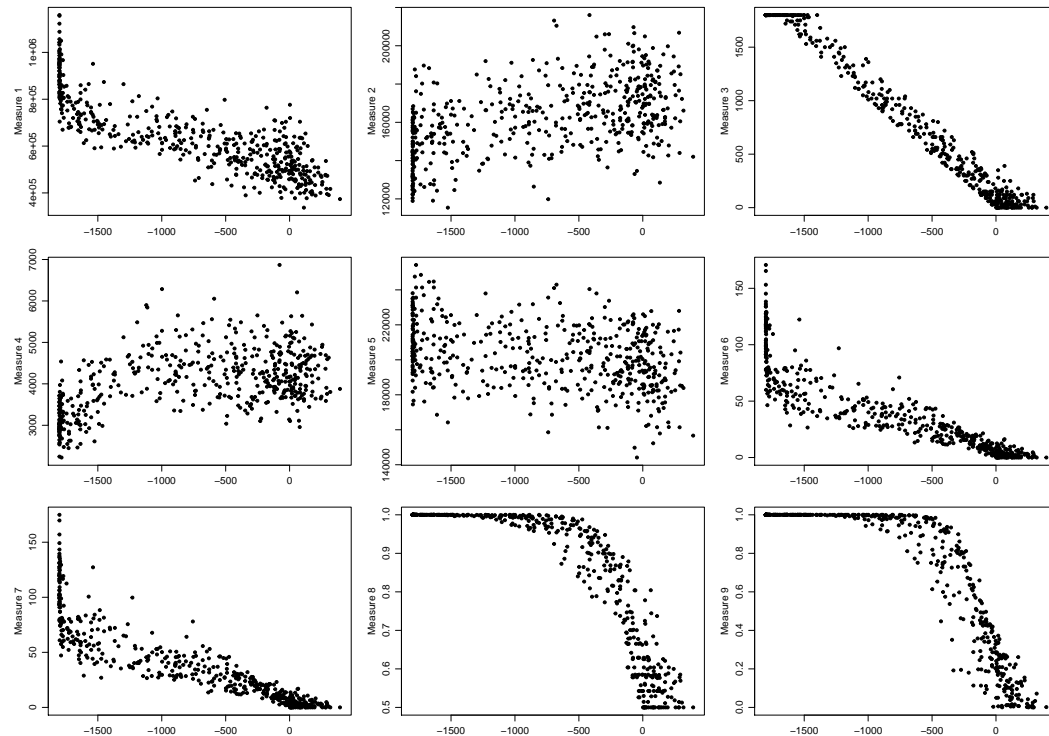 Measure 1
1e+06
8e+05
6e+05
4e+05
−1500 −1000 −500 0
Measure 2
200000
160000
120000
−1500 −1000 −500 0
Measure 3
1500
1000
500
0
−1500 −1000 −500 0
Measure 4
7000
6000
5000
4000
3000
−1500 −1000 −500 0
Measure 5
220000
180000
140000
−1500 −1000 −500 0
Measure 6
150
100
50
0
−1500 −1000 −500 0
Measure 7
150
100
50
0
−1500 −1000 −500 0
Measure 8
1.0
0.9
0.8
0.7
0.6
0.5
−1500 −1000 −500 0
Measure 9
1.0
0.8
0.6
0.4
0.2
0.0
−1500 −1000 −500 0